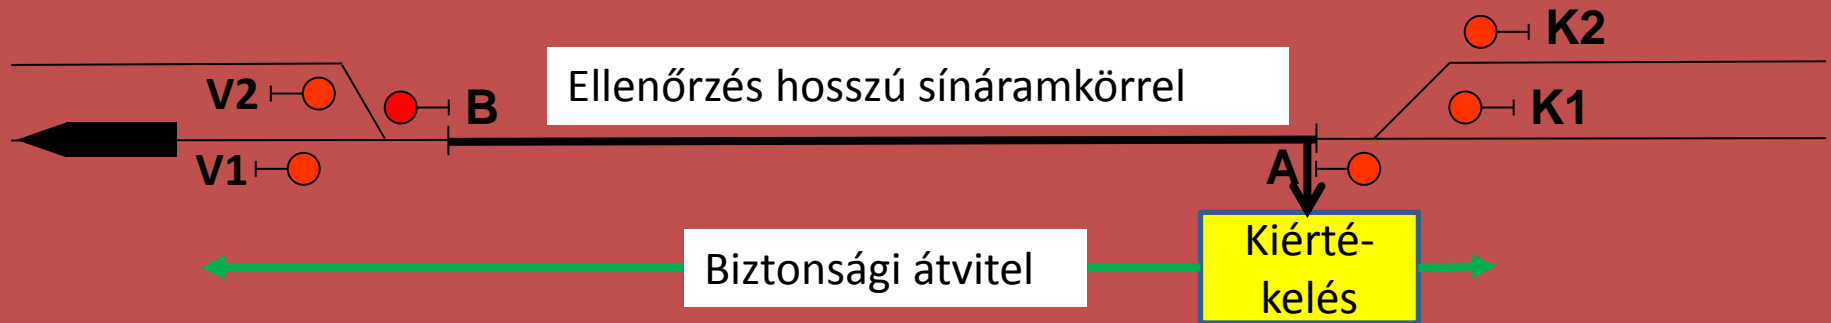 K2
V2
B
Ellenőrzés hosszú sínáramkörrel
K1
V1
A
Biztonsági átvitel
Kiérté-
kelés